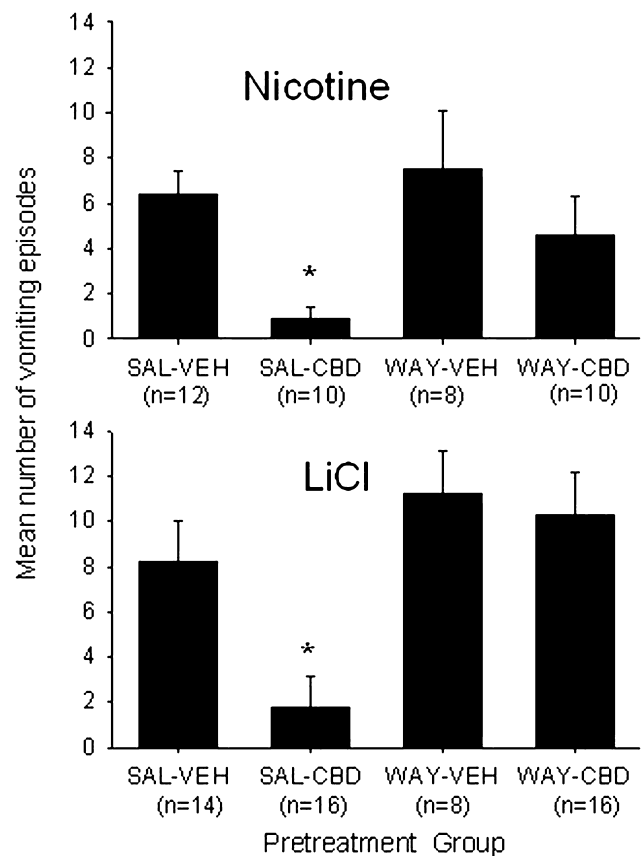 Mean number of vomiting episodes
Nicotine
14
12
10
8
6
4
2
0
*
SAL-VEH SAL-CBD WAY-VEH WAY-CBD
(n=12) (n=10) (n=8) (n=10)
LiCl
14
12
10
8
6
4
2
0
*
SAL-VEH SAL-CBD WAY-VEH WAY-CBD
(n=14) (n=16) (n=8) (n=16)
Pretreatment Group